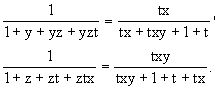 1/(1 + y + yz + yzt) = tx/(tx + txy + 1 + t) '
1/(1 + z + zt + ztx) = txy/(txy + 1 + t + tx) .